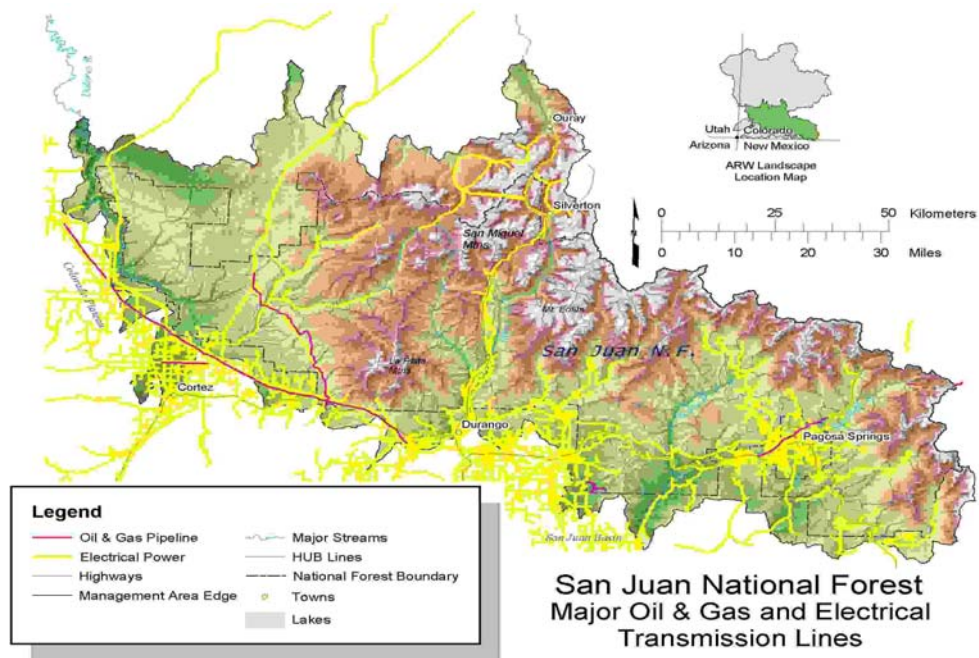 Dolores R.
Ouray
Utah
Colorado
Arizona
New Mexico
ARW Landscape
Location Map
Silverton
0 25 50 Kilometers
0 10 20 30 Miles
San Miguel
Mtns
Colorado Plateau
Mt. Eolus
San Juan N.F.
La Plata
Mtns
Cortez
Durango
Pagosa Springs
San Juan Basin
Legend
Oil & Gas Pipeline
Electrical Power
Highways
Management Area Edge
Major Streams
HUB Lines
National Forest Boundary
Towns
Lakes
San Juan National Forest
Major Oil & Gas and Electrical
Transmission Lines